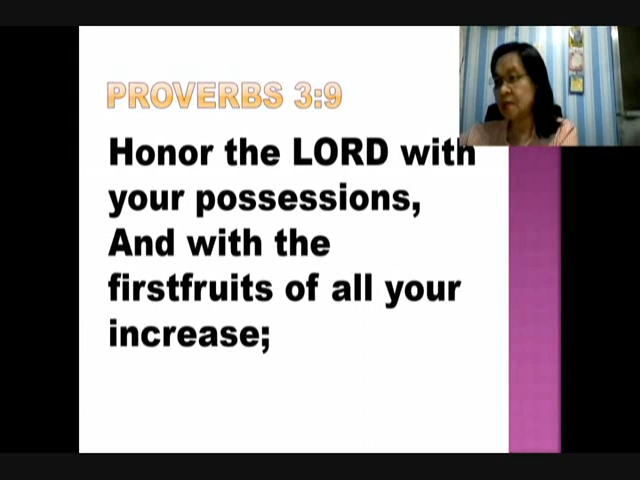 PROVERBS 3:9
Honor the LORD with
your possessions,
And with the
firstfruits of all your
increase;